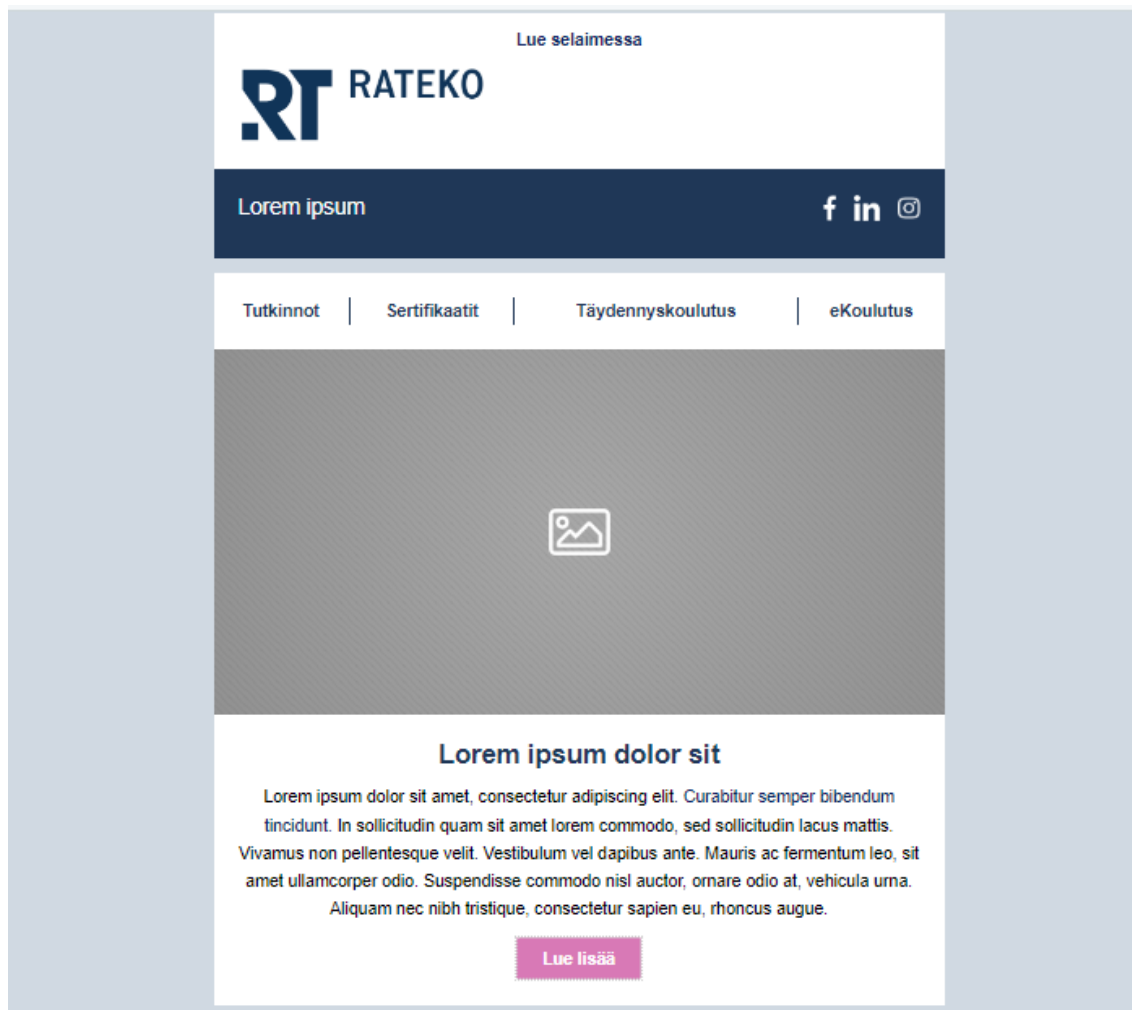 Lue selaimessa
RT RATEKO
Lorem ipsum
Tutkinnot Sertifikaatit Täydennyskoulutus eKoulutus
Lorem ipsum dolor sit
Lorem ipsum dolor sit amet, consectetur adipiscing elit. Curabitur semper bibendum
tincidunt. In sollicitudin quam sit amet lorem commodo, sed sollicitudin lacus mattis.
Vivamus non pellentesque velit. Vestibulum vel dapibus ante. Mauris ac fermentum leo, sit
amet ullamcorper odio. Suspendisse commodo nisl auctor, ornare odio at, vehicula urna.
Aliquam nec nibh tristique, consectetur sapien eu, rhoncus augue.
Lue lisää